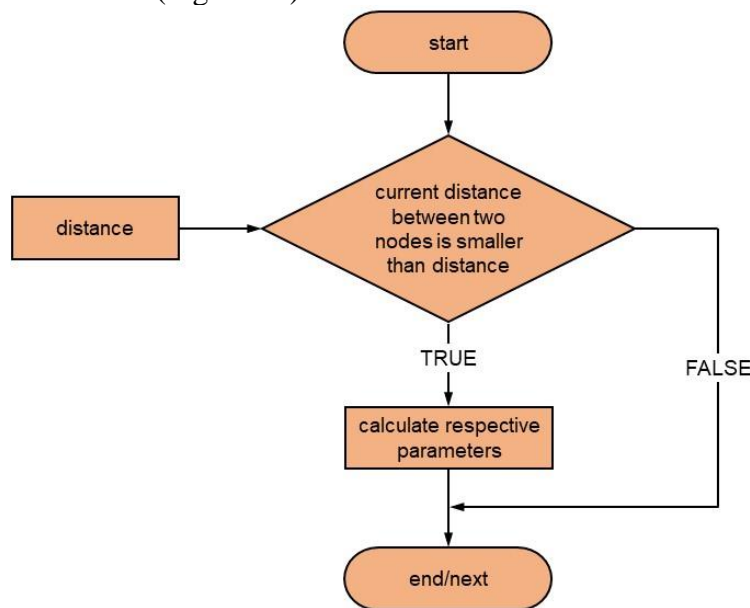 start
current distance
between two
nodes is smaller
than distance
distance
TRUE
FALSE
calculate respective
parameters
end/next